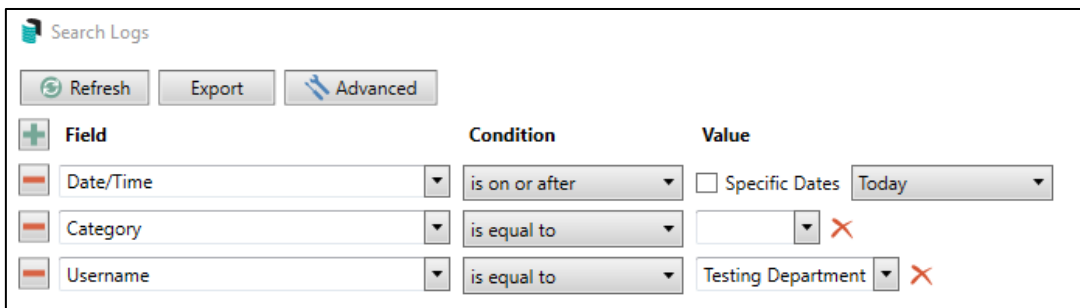 Search Logs
Refresh Export Advanced
Field Condition Value
Date/Time is on or after Specific Dates Today
Category is equal to
Username is equal to Testing Department